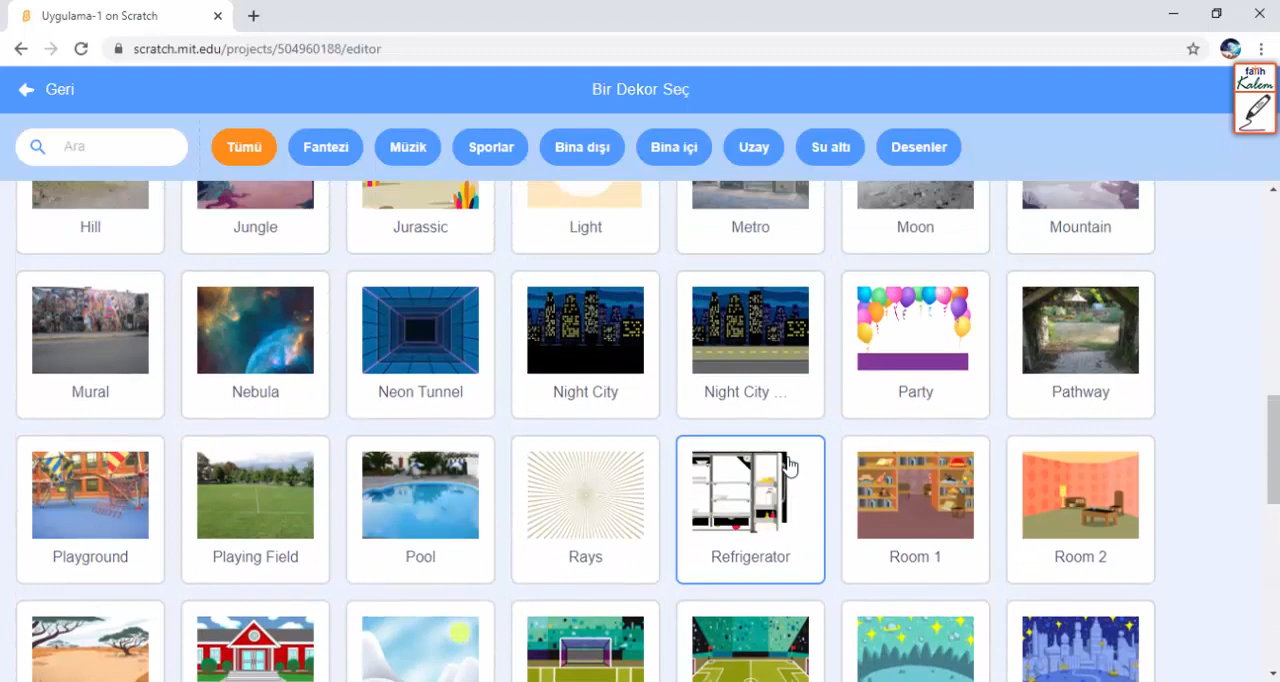 Uygulama-1 on Scratch
scratch.mit.edu/projects/504960188/editor
Geri
Bir Dekor Seç
fatih
Kalem
Ara
Tümü
Fantezi
Müzik
Sporlar
Bina dışı
Bina içi
Uzay
Su altı
Desenler
Hill
Jungle
Jurassic
Light
Metro
Moon
Mountain
Mural
Nebula
Neon Tunnel
Night City
Night City ...
Party
Pathway
Playground
Playing Field
Pool
Rays
Refrigerator
Room 1
Room 2